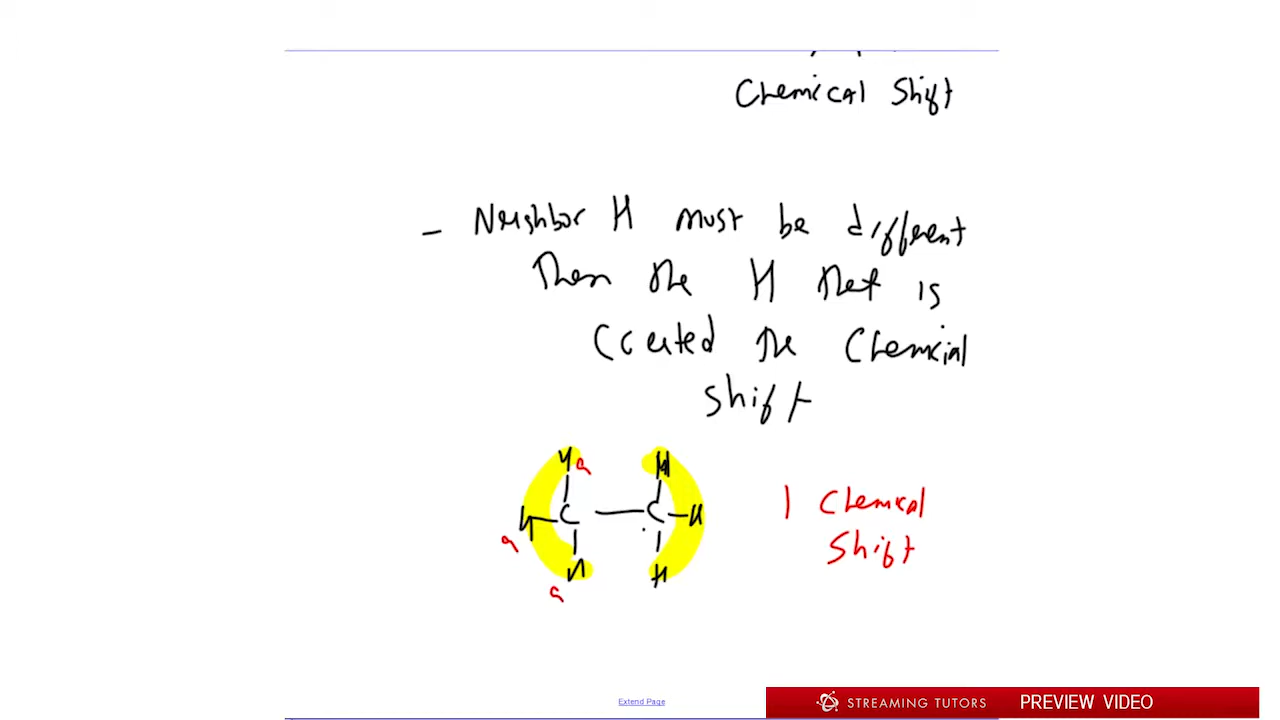 Chemical Shift
- Neighbor H must be different
Then the H that is
Created the Chemcial
Shift
H a H
H C C H
a
H H
a
1 Chemical
Shift
Extend Page
STREAMING TUTORS PREVIEW VIDEO